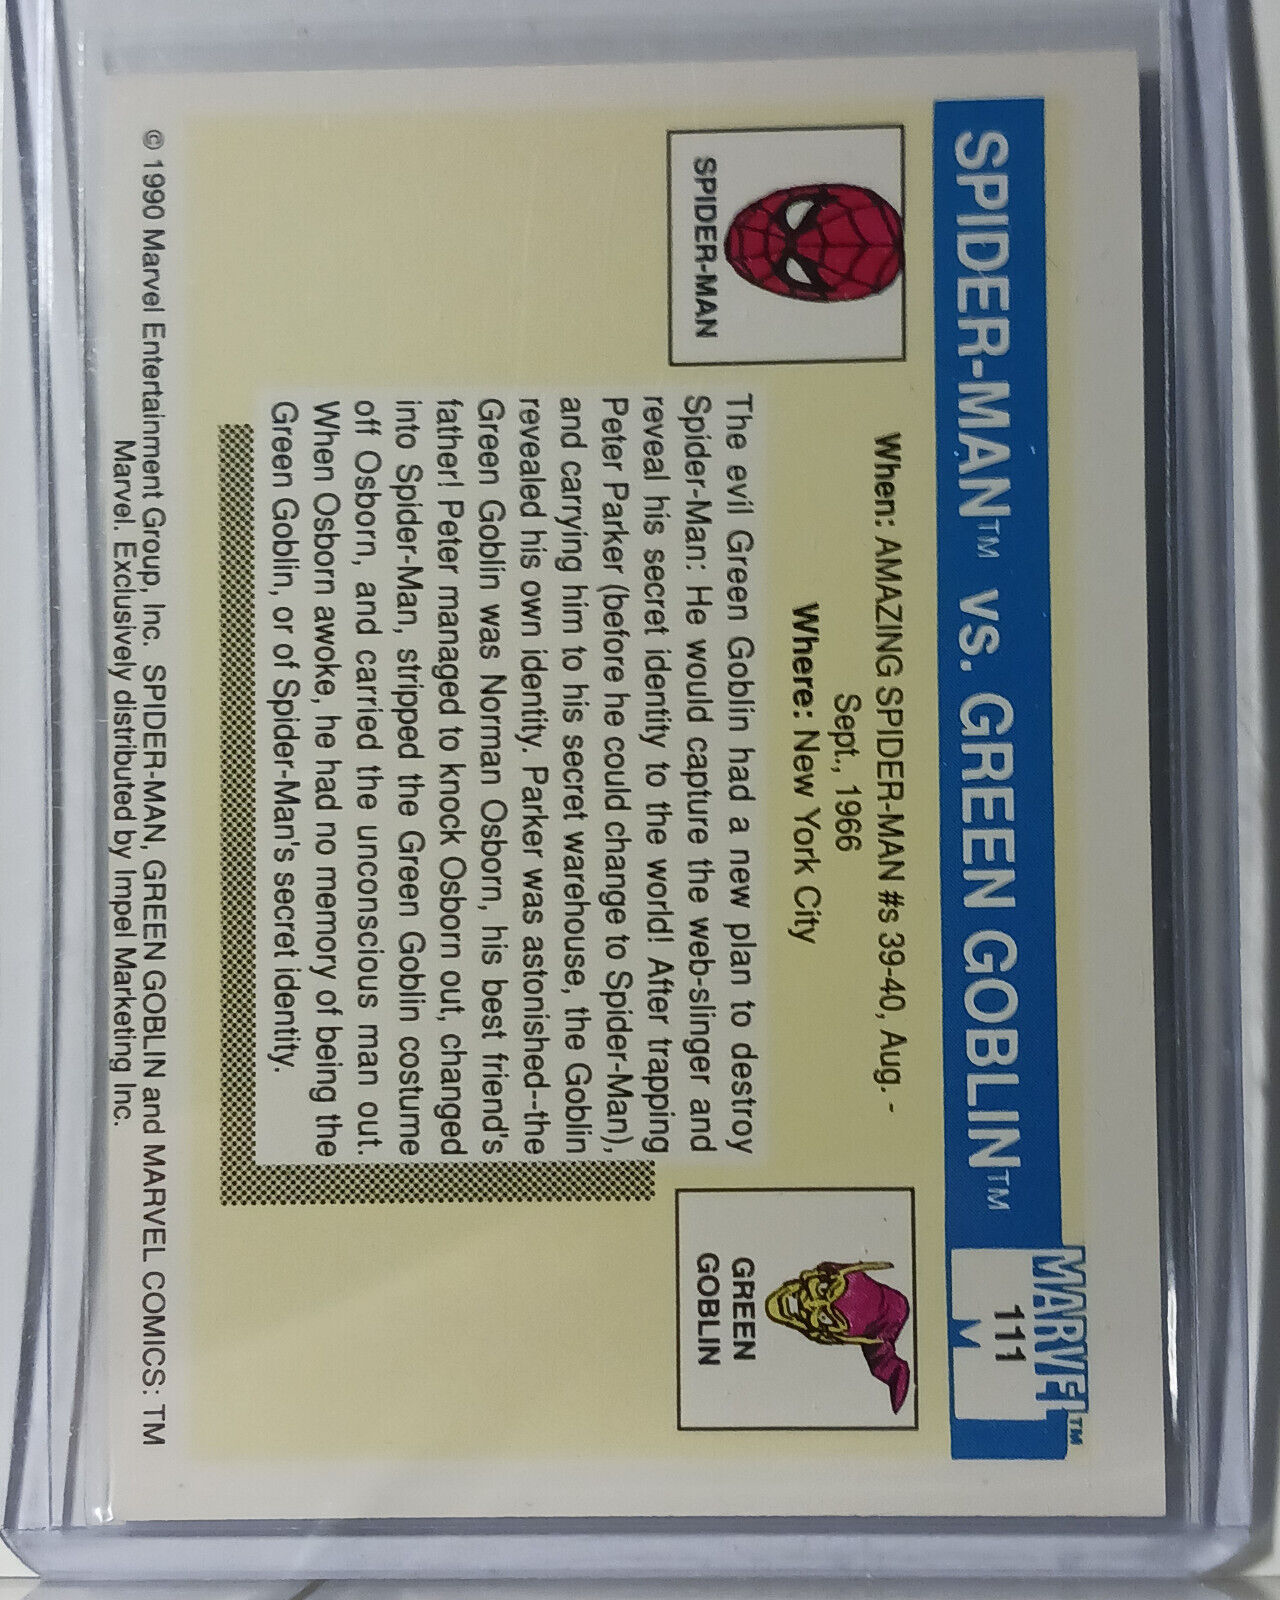 SPIDER-MAN™ vs. GREEN GOBLIN™
MARVEL™
111
M
When: AMAZING SPIDER-MAN #s 39-40, Aug. -
Sept., 1966
Where: New York City
SPIDER-MAN
GREEN
GOBLIN
The evil Green Goblin had a new plan to destroy
Spider-Man: He would capture the web-slinger and
reveal his secret identity to the world! After trapping
Peter Parker (before he could change to Spider-Man),
and carrying him to his secret warehouse, the Goblin
revealed his own identity. Parker was astonished--the
Green Goblin was Norman Osborn, his best friend's
father! Peter managed to knock Osborn out, changed
into Spider-Man, stripped the Green Goblin costume
off Osborn, and carried the unconscious man out.
When Osborn awoke, he had no memory of being the
Green Goblin, or of Spider-Man's secret identity.
© 1990 Marvel Entertainment Group, Inc. SPIDER-MAN, GREEN GOBLIN and MARVEL COMICS: TM
Marvel. Exclusively distributed by Impel Marketing Inc.